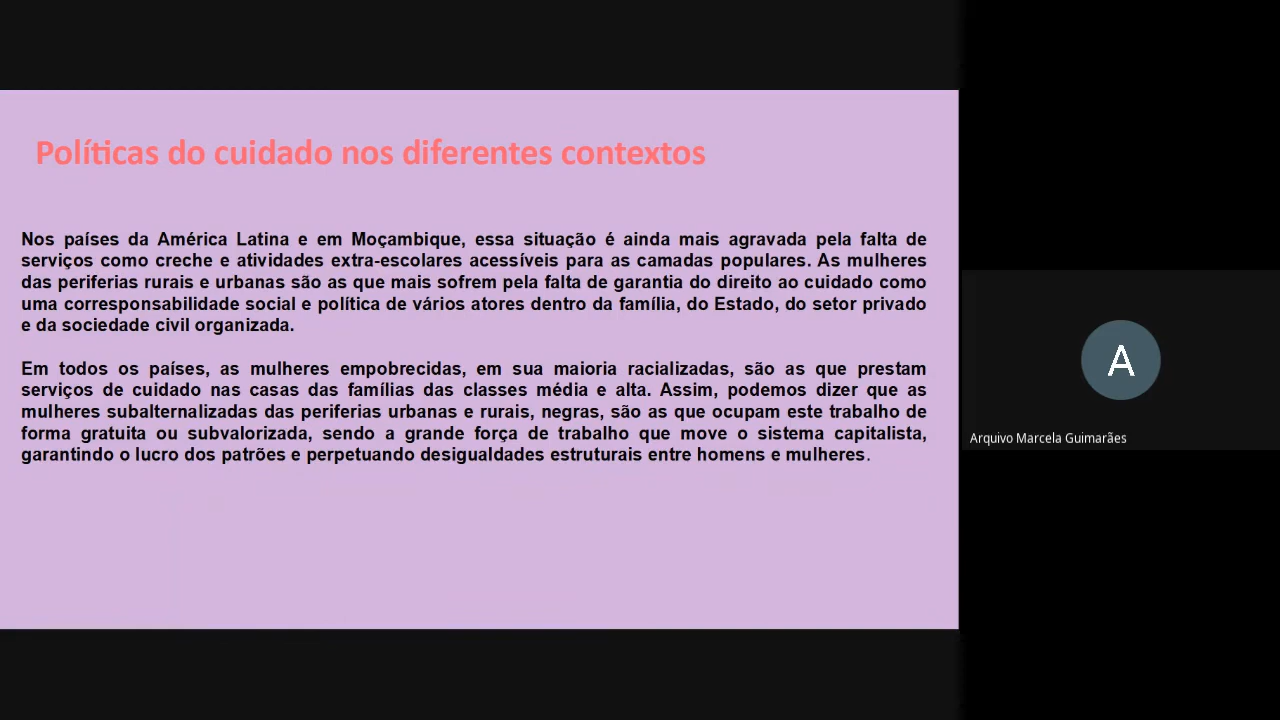 Políticas do cuidado nos diferentes contextos
Nos países da América Latina e em Moçambique, essa situação é ainda mais agravada pela falta de
serviços como creche e atividades extra-escolares acessíveis para as camadas populares. As mulheres
das periferias rurais e urbanas são as que mais sofrem pela falta de garantia do direito ao cuidado como
uma corresponsabilidade social e política de vários atores dentro da família, do Estado, do setor privado
e da sociedade civil organizada.
Em todos os países, as mulheres empobrecidas, em sua maioria racializadas, são as que prestam
serviços de cuidado nas casas das famílias das classes média e alta. Assim, podemos dizer que as
mulheres subalternalizadas das periferias urbanas e rurais, negras, são as que ocupam este trabalho de
forma gratuita ou subvalorizada, sendo a grande força de trabalho que move o sistema capitalista,
garantindo o lucro dos patrões e perpetuando desigualdades estruturais entre homens e mulheres.
A
Arquivo Marcela Guimarães